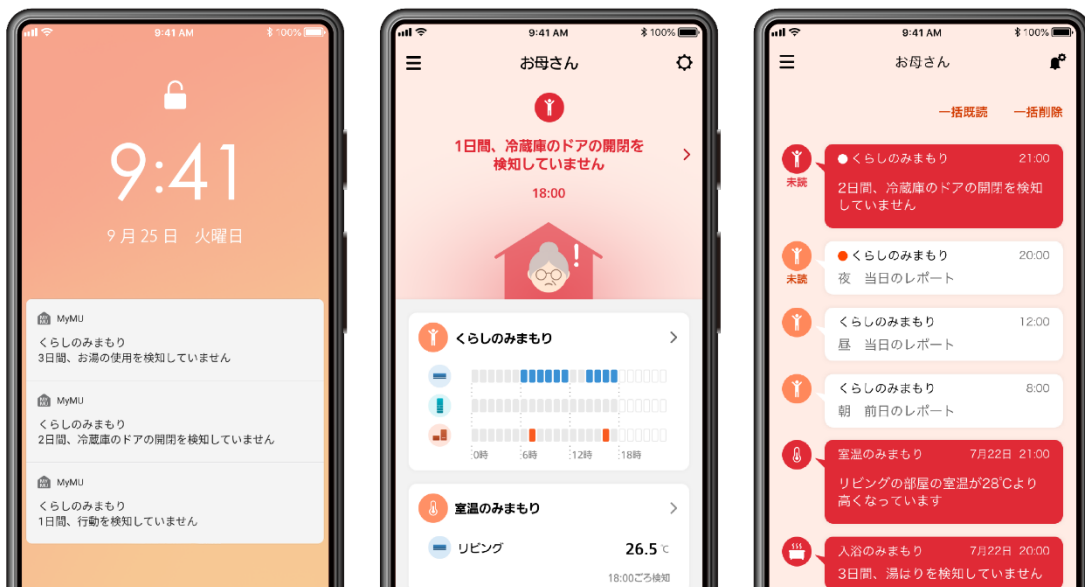 9:41 AM
100%
9:41
9月25日 火曜日
MyMU
くらしのみまもり
3日間、お湯の使用を検知していません
MyMU
くらしのみまもり
2日間、冷蔵庫のドアの開閉を検知していません
MyMU
くらしのみまもり
1日間、行動を検知していません
9:41 AM
100%
お母さん
1日間、冷蔵庫のドアの開閉を
検知していません
18:00
!
くらしのみまもり
0時 6時 12時 18時
室温のみまもり
リビング 26.5℃
18:00ごろ検知
9:41 AM
100%
お母さん
一括既読 一括削除
未読
くらしのみまもり 21:00
2日間、冷蔵庫のドアの開閉を検知
していません
未読
くらしのみまもり 20:00
夜 当日のレポート
くらしのみまもり 12:00
昼 当日のレポート
くらしのみまもり 8:00
朝 前日のレポート
室温のみまもり 7月22日 21:00
リビングの部屋の室温が28℃より
高くなっています
入浴のみまもり 7月22日 20:00
3日間、湯はりを検知していません